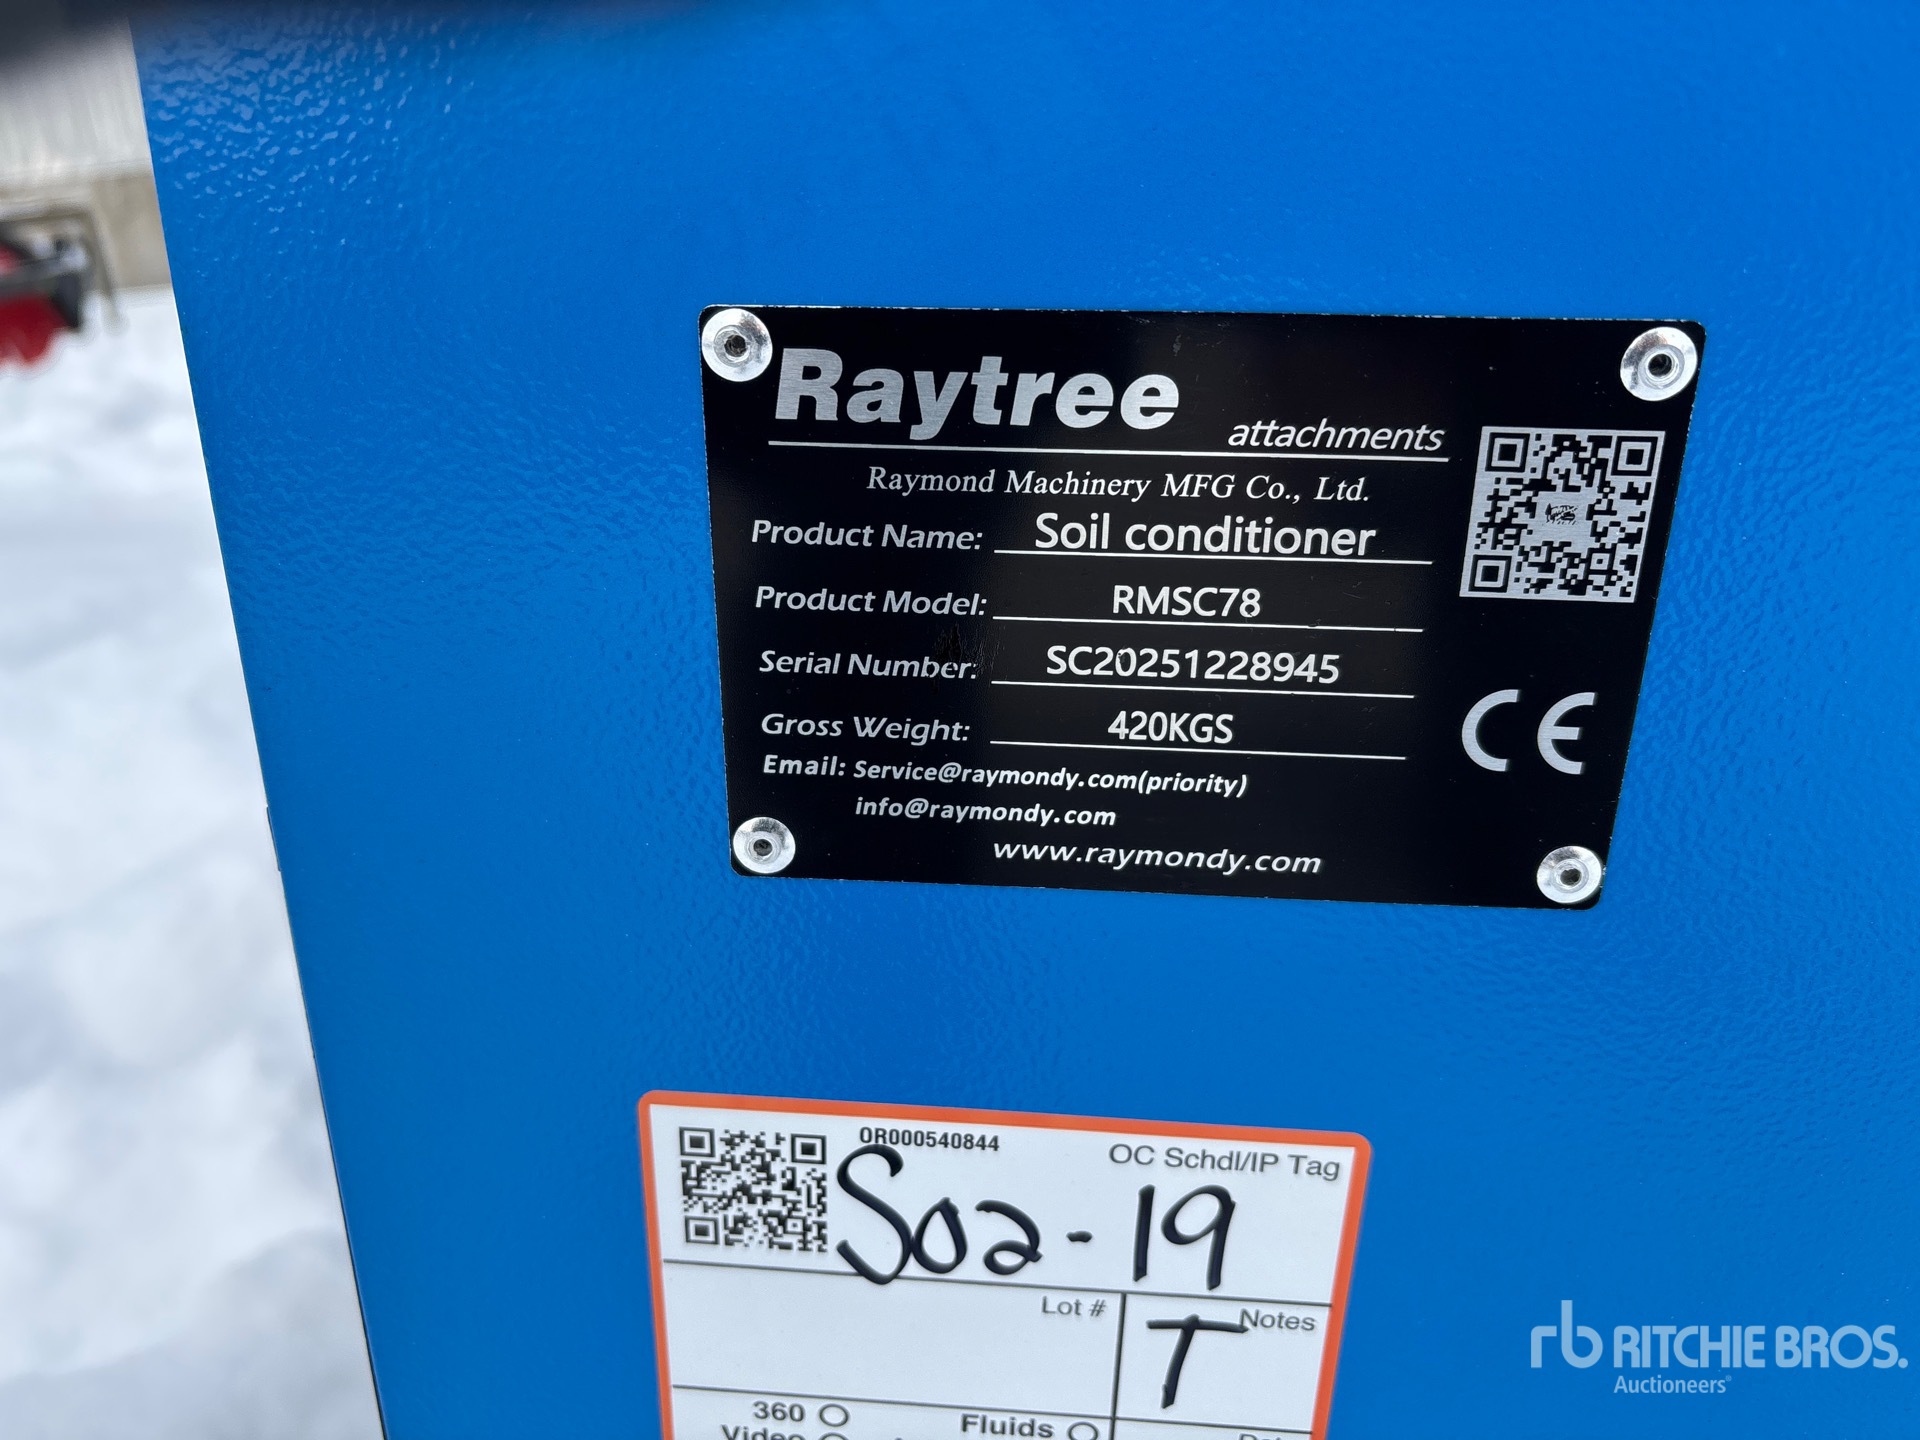 Raytree
attachments
Raymond Machinery MFG Co., Ltd.
Product Name: Soil conditioner
Product Model: RMSC78
Serial Number: SC20251228945
Gross Weight: 420KGS
Email: Service@raymondy.com(priority)
info@raymondy.com
www.raymondy.com
CE
OR000540844
OC Schdl/IP Tag
S02-19
Lot #
Notes
T
360
Fluids
Video
rb RITCHIE BROS.
Auctioneers